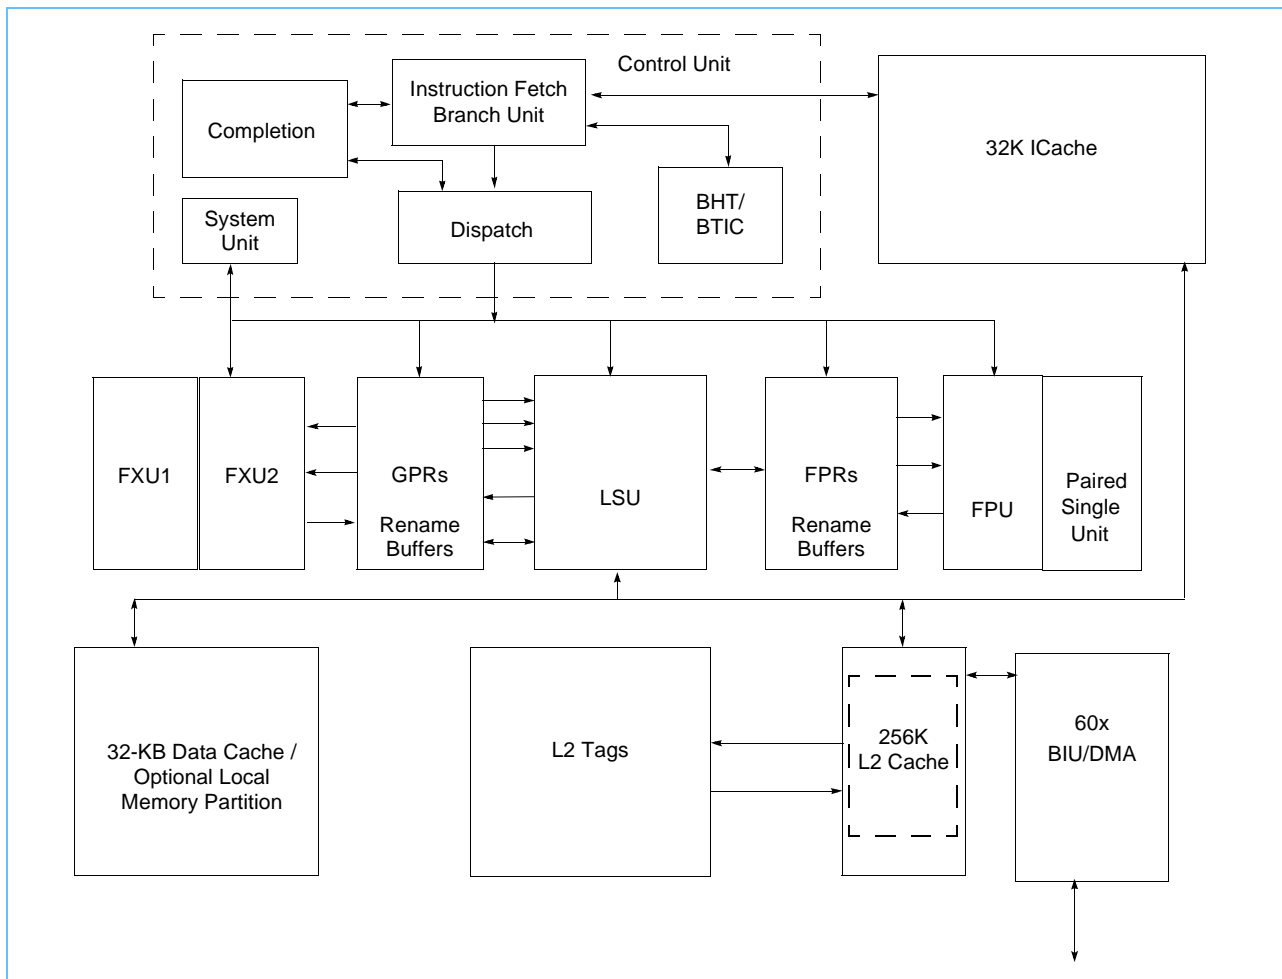 Control Unit
Instruction Fetch
Branch Unit
Completion
32K ICache
BHT/
BTIC
System
Unit
Dispatch
FXU1
FXU2
GPRs
Rename
Buffers
LSU
FPRs
Rename
Buffers
FPU
Paired
Single
Unit
32-KB Data Cache /
Optional Local
Memory Partition
L2 Tags
256K
L2 Cache
60x
BIU/DMA